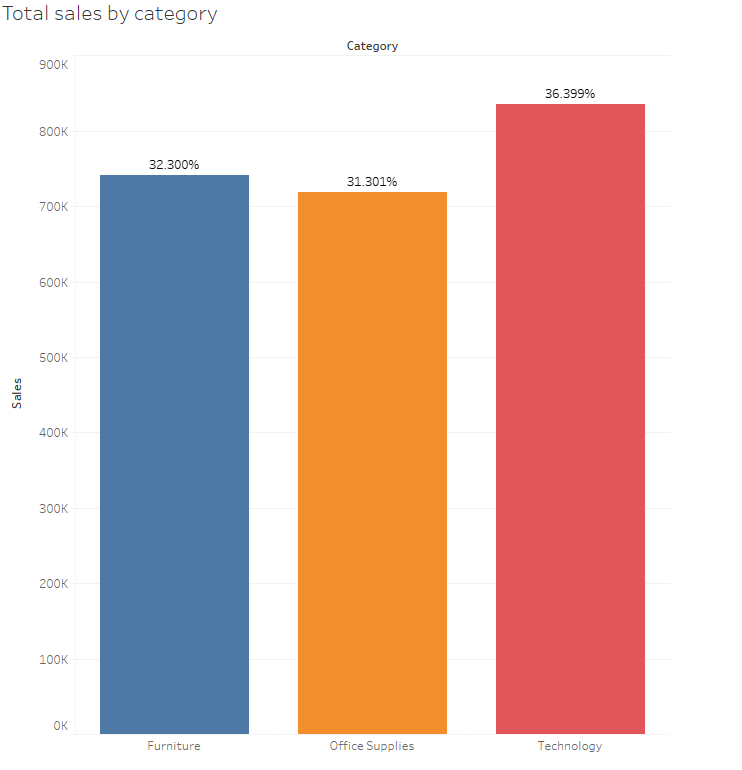 Total sales by category
Category
900K
800K
700K
600K
500K
400K
300K
200K
100K
0K
Sales
36.399%
32.300%
31.301%
Furniture Office Supplies Technology